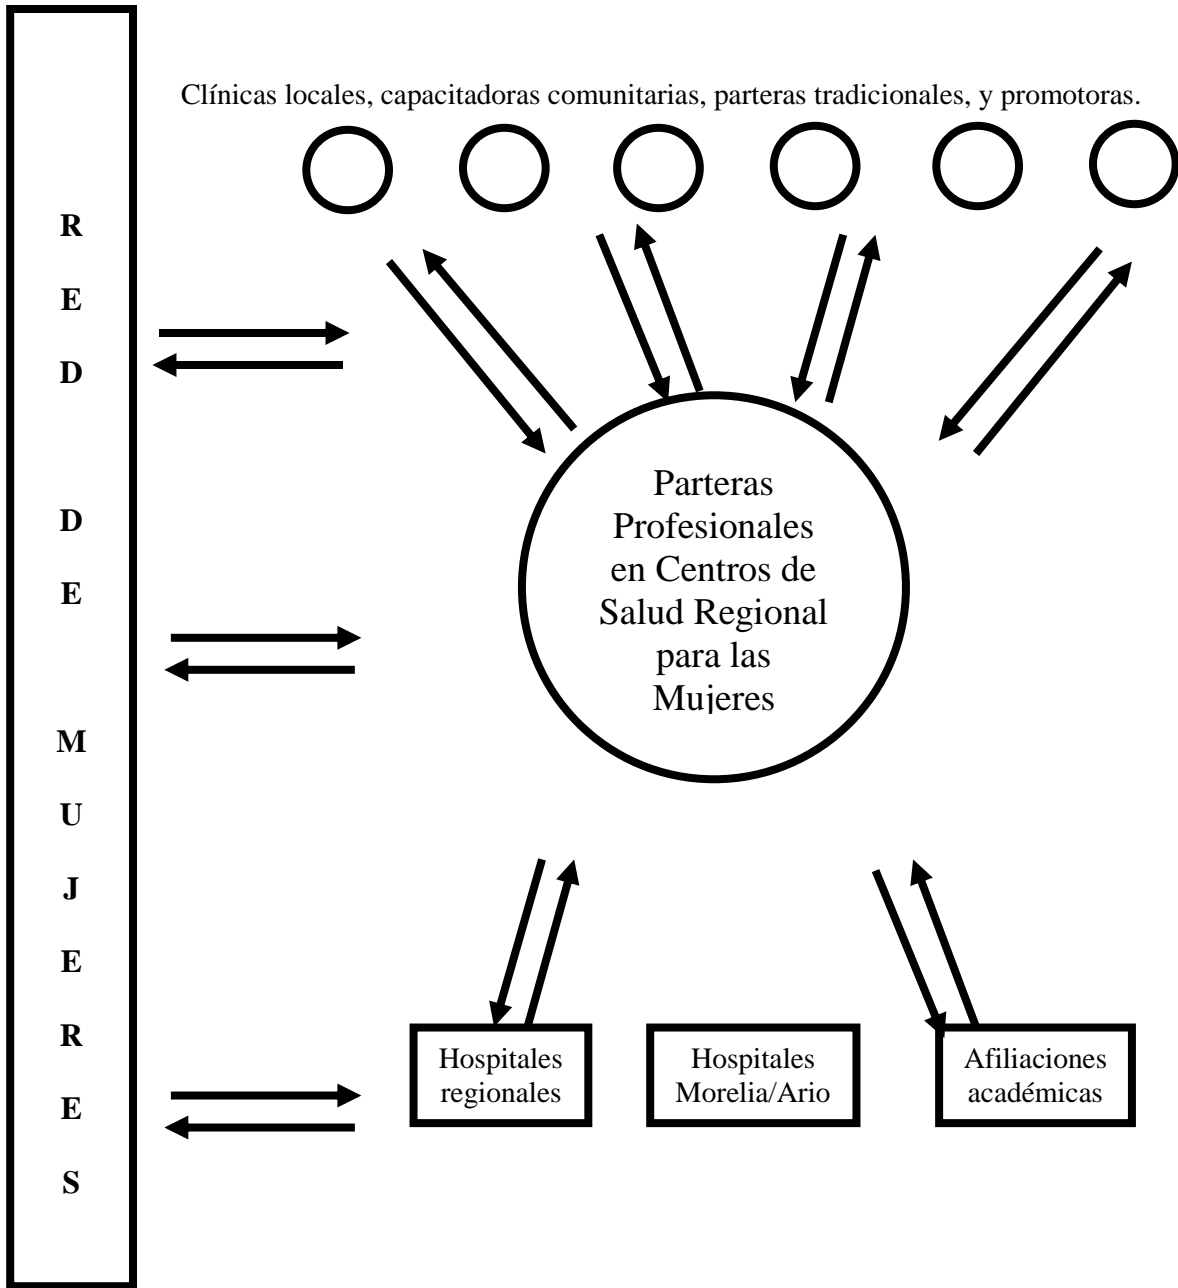 Clínicas locales, capacitadoras comunitarias, parteras tradicionales, y promotoras.
R
E
D
D
E
M
U
J
E
R
E
S
Parteras
Profesionales
en Centros de
Salud Regional
para las
Mujeres
Hospitales
regionales
Hospitales
Morelia/Ario
Afiliaciones
académicas